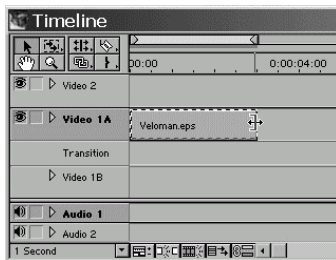 Timeline
00:00
0:00:04:00
Video 2
Video 1A
Veloman.eps
Transition
Video 1B
Audio 1
Audio 2
1 Second